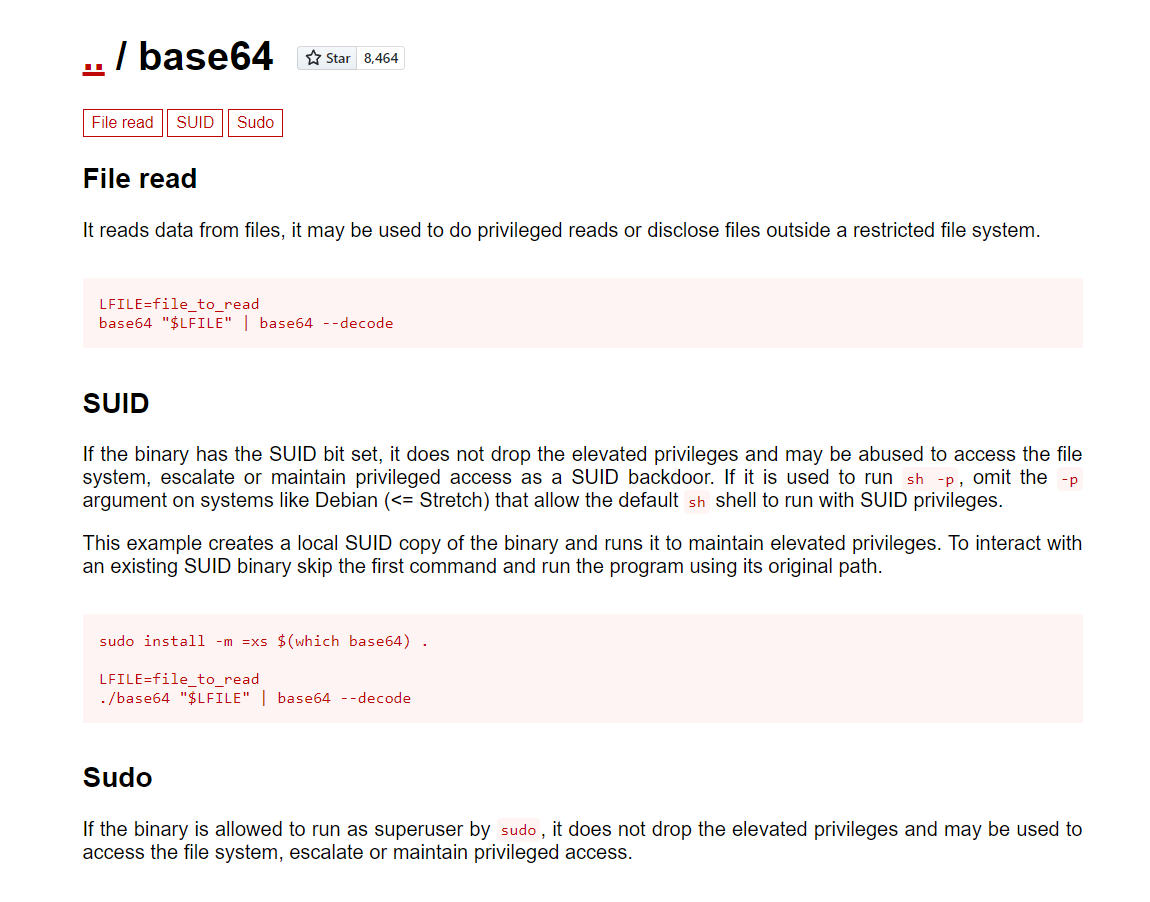 .. / base64 Star 8,464
File read SUID Sudo
File read
It reads data from files, it may be used to do privileged reads or disclose files outside a restricted file system.
LFILE=file_to_read
base64 "$LFILE" | base64 --decode
SUID
If the binary has the SUID bit set, it does not drop the elevated privileges and may be abused to access the file
system, escalate or maintain privileged access as a SUID backdoor. If it is used to run sh -p, omit the -p
argument on systems like Debian (<= Stretch) that allow the default sh shell to run with SUID privileges.
This example creates a local SUID copy of the binary and runs it to maintain elevated privileges. To interact with
an existing SUID binary skip the first command and run the program using its original path.
sudo install -m =xs $(which base64) .
LFILE=file_to_read
./base64 "$LFILE" | base64 --decode
Sudo
If the binary is allowed to run as superuser by sudo, it does not drop the elevated privileges and may be used to
access the file system, escalate or maintain privileged access.